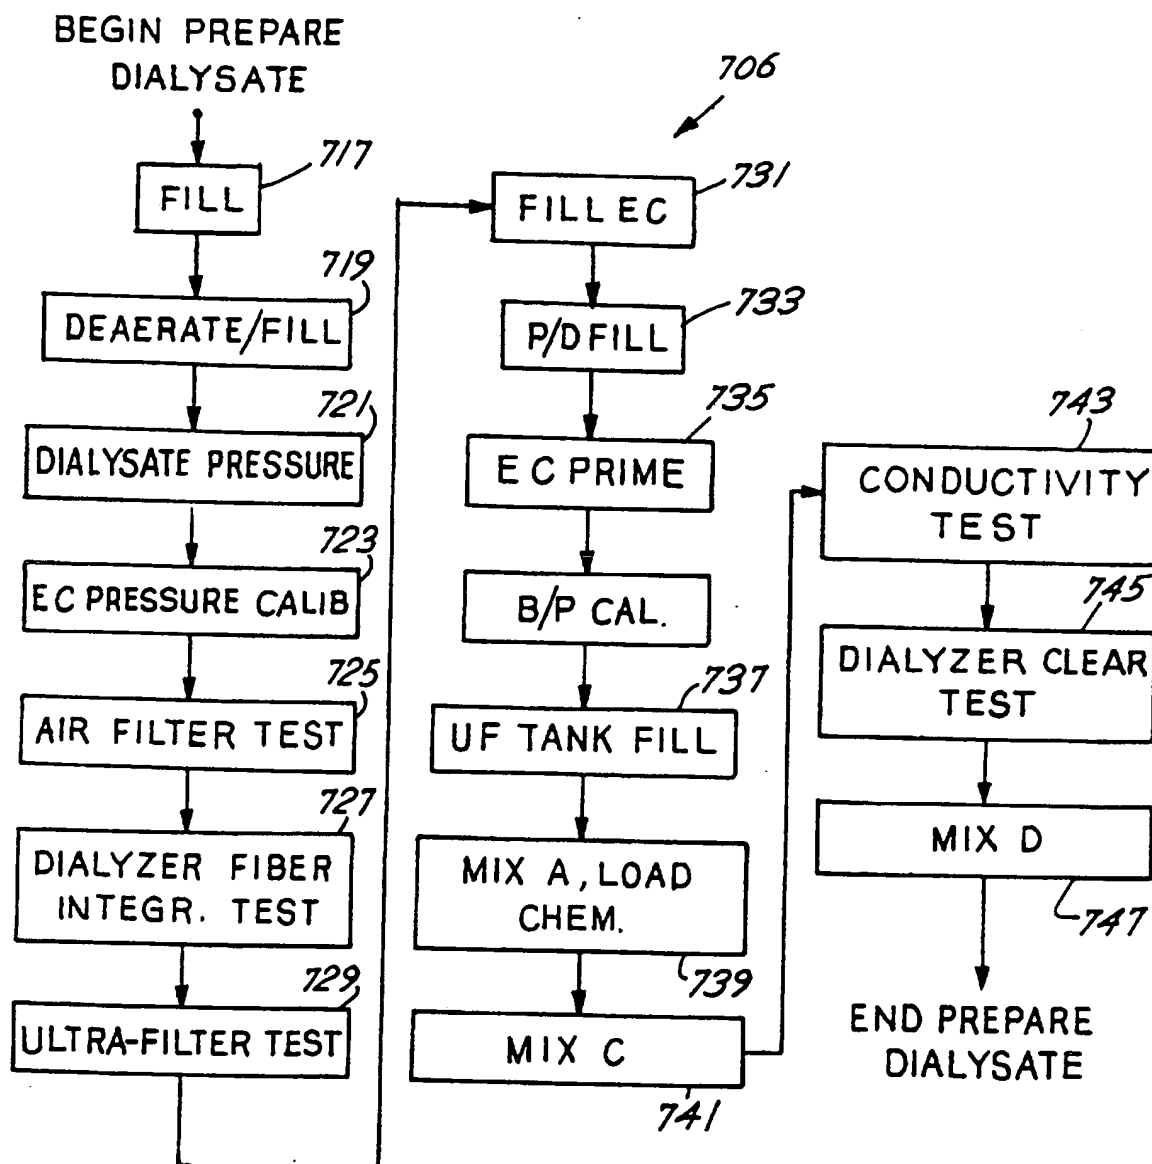 BEGIN PREPARE
DIALYSATE
717
FILL
719
DEAERATE/FILL
721
DIALYSATE PRESSURE
723
EC PRESSURE CALIB
725
AIR FILTER TEST
727
DIALYZER FIBER
INTEGR. TEST
729
ULTRA-FILTER TEST
706
731
FILL EC
733
P/D FILL
735
EC PRIME
B/P CAL.
737
UF TANK FILL
MIX A, LOAD
CHEM.
739
MIX C
741
743
CONDUCTIVITY
TEST
745
DIALYZER CLEAR
TEST
MIX D
747
END PREPARE
DIALYSATE